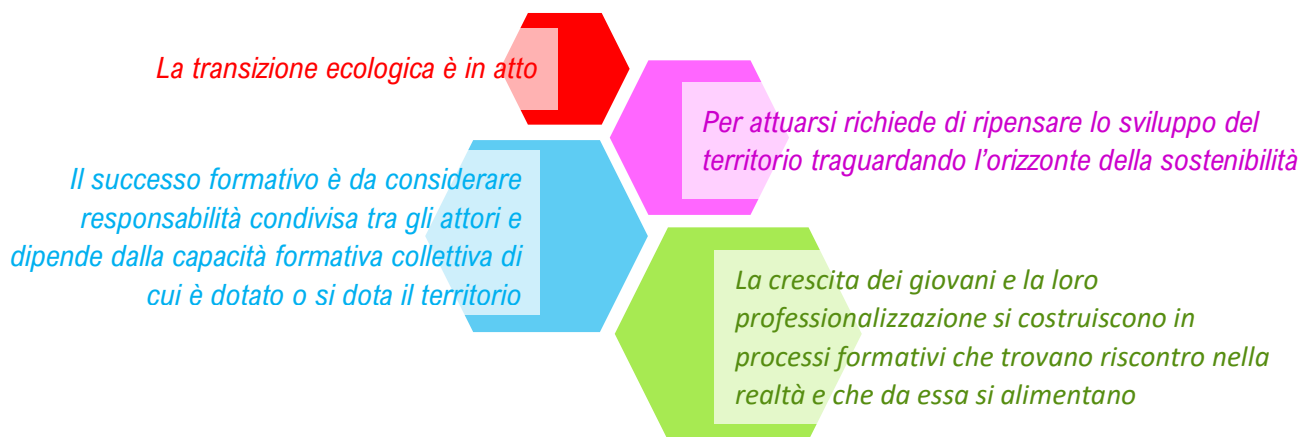 La transizione ecologica è in atto
Per attuarsi richiede di ripensare lo sviluppo del
territorio traguardando l’orizzonte della sostenibilità
Il successo formativo è da considerare
responsabilità condivisa tra gli attori e
dipende dalla capacità formativa collettiva di
cui è dotato o si dota il territorio
La crescita dei giovani e la loro
professionalizzazione si costruiscono in
processi formativi che trovano riscontro nella
realtà e che da essa si alimentano